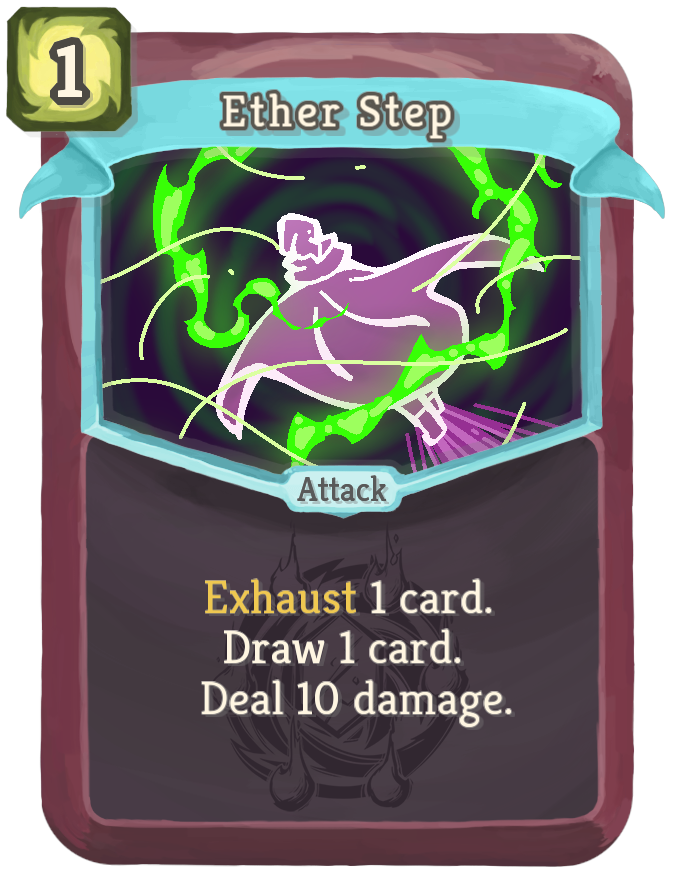 1
Ether Step
Attack
Exhaust 1 card.
Draw 1 card.
Deal 10 damage.